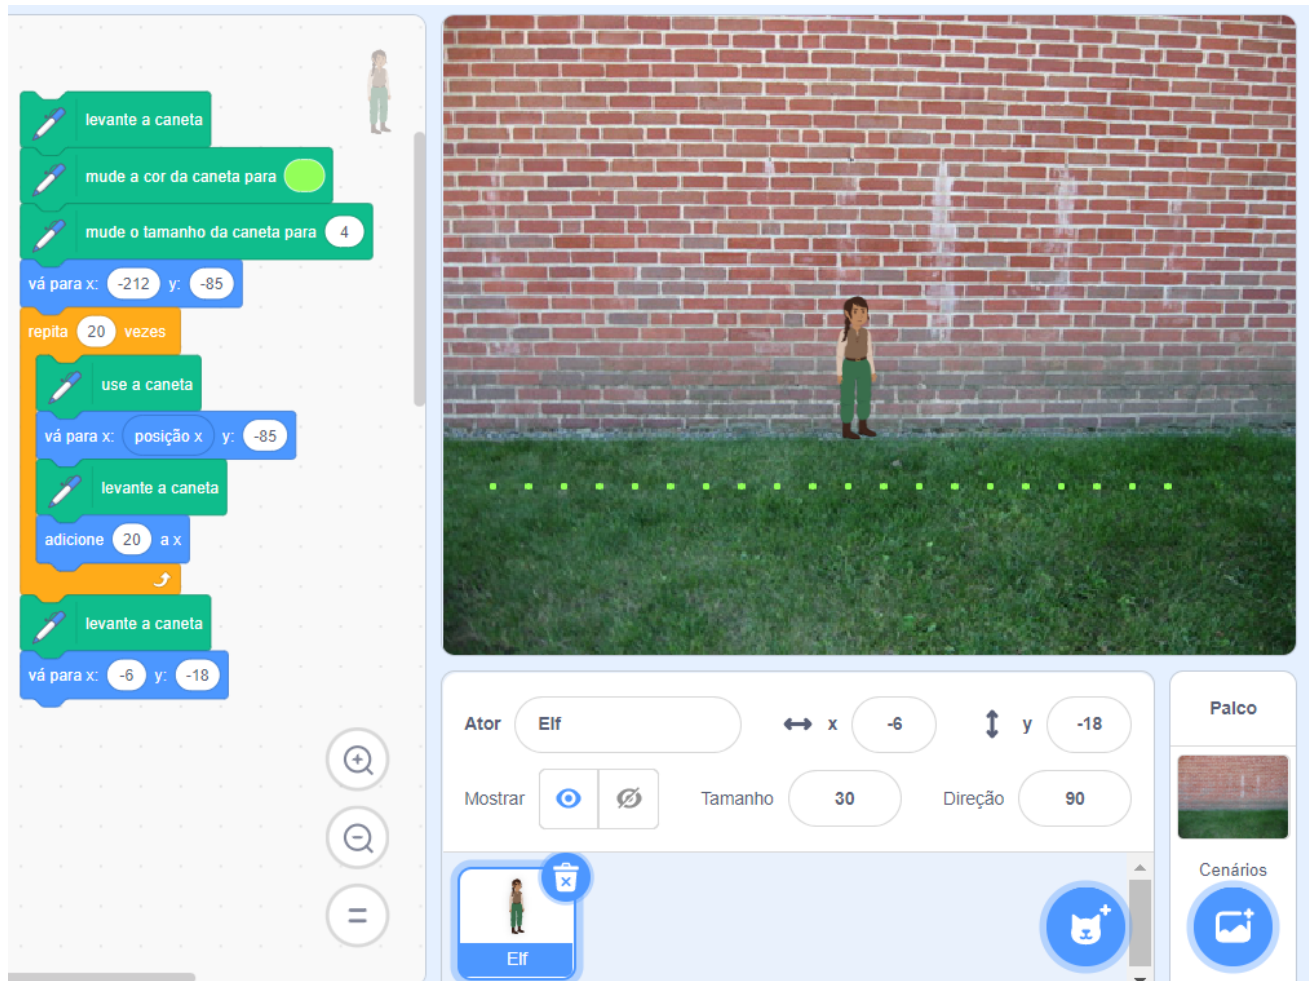 levante a caneta
mude a cor da caneta para
mude o tamanho da caneta para 4
vá para x: -212 y: -85
repita 20 vezes
use a caneta
vá para x: posição x y: -85
levante a caneta
adicione 20 a x
levante a caneta
vá para x: -6 y: -18
Ator Elf x -6 y -18
Mostrar Tamanho 30 Direção 90
Elf
Palco
Cenários